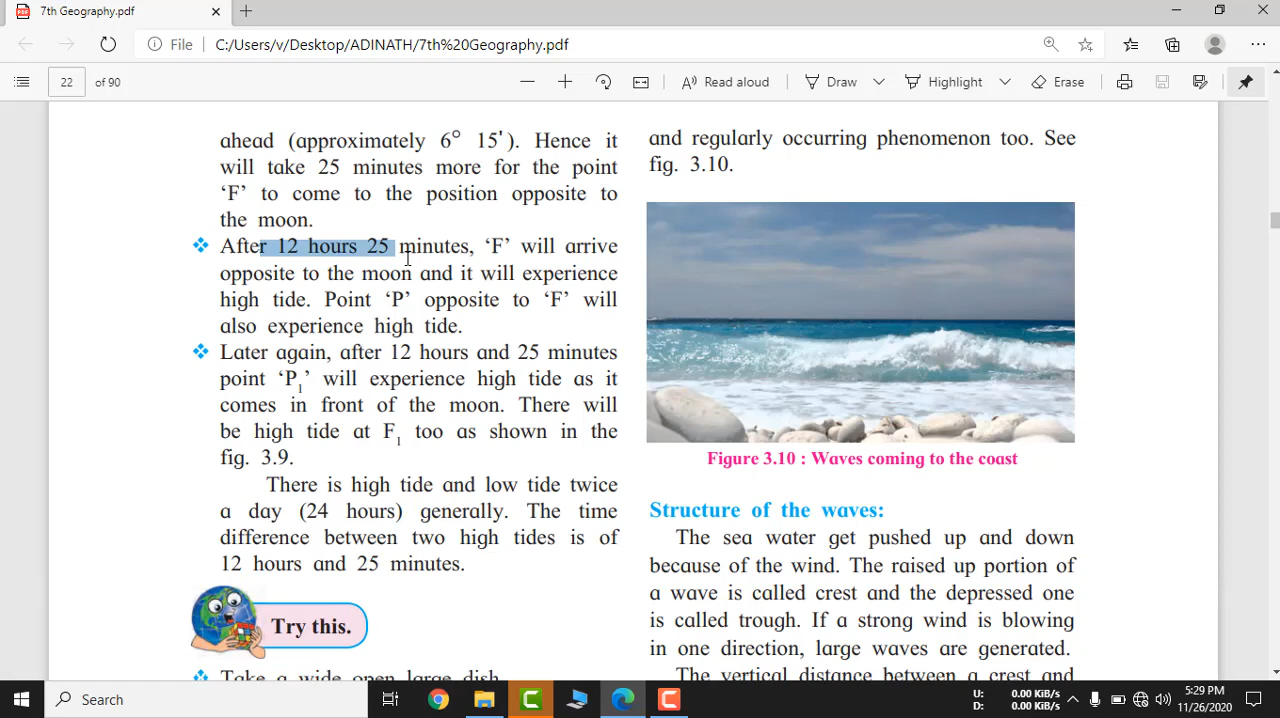 7th Geography.pdf
File
C:/Users/v/Desktop/ADINATH/7th%20Geography.pdf
22 of 90
Read aloud
Draw
Highlight
Erase
ahead (approximately 6° 15'). Hence it
will take 25 minutes more for the point
‘F’ to come to the position opposite to
the moon.
❖ After 12 hours 25 minutes, ‘F’ will arrive
opposite to the moon and it will experience
high tide. Point ‘P’ opposite to ‘F’ will
also experience high tide.
❖ Later again, after 12 hours and 25 minutes
point ‘P₁’ will experience high tide as it
comes in front of the moon. There will
be high tide at F₁ too as shown in the
fig. 3.9.
There is high tide and low tide twice
a day (24 hours) generally. The time
difference between two high tides is of
12 hours and 25 minutes.
Try this.
❖ Take a wide open large dish
and regularly occurring phenomenon too. See
fig. 3.10.
Figure 3.10 : Waves coming to the coast
Structure of the waves:
The sea water get pushed up and down
because of the wind. The raised up portion of
a wave is called crest and the depressed one
is called trough. If a strong wind is blowing
in one direction, large waves are generated.
The vertical distance between a crest and
Search
U: 0.00 KiB/s
D: 0.00 KiB/s
5:29 PM
11/26/2020